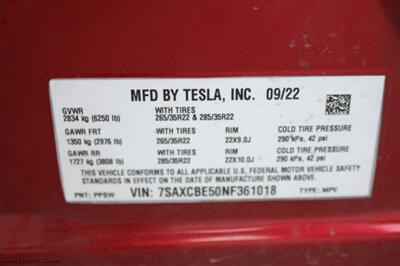 MFD BY TESLA, INC. 09/22
GVWR WITH TIRES
2834 kg (6250 lb) 265/35R22 & 285/35R22
GAWR FRT WITH TIRES RIM COLD TIRE PRESSURE
1350 kg (2976 lb) 265/35R22 22X9.0J 290 kPa, 42 psi
GAWR RR WITH TIRES RIM COLD TIRE PRESSURE
1727 kg (3808 lb) 285/35R22 22X10.0J 290 kPa, 42 psi
THIS VEHICLE CONFORMS TO ALL APPLICABLE U.S. FEDERAL MOTOR VEHICLE SAFETY
STANDARDS IN EFFECT ON THE DATE OF MANUFACTURE SHOWN ABOVE.
PNT: PPSW VIN: 7SAXCBE50NF361018 TYPE: MPV